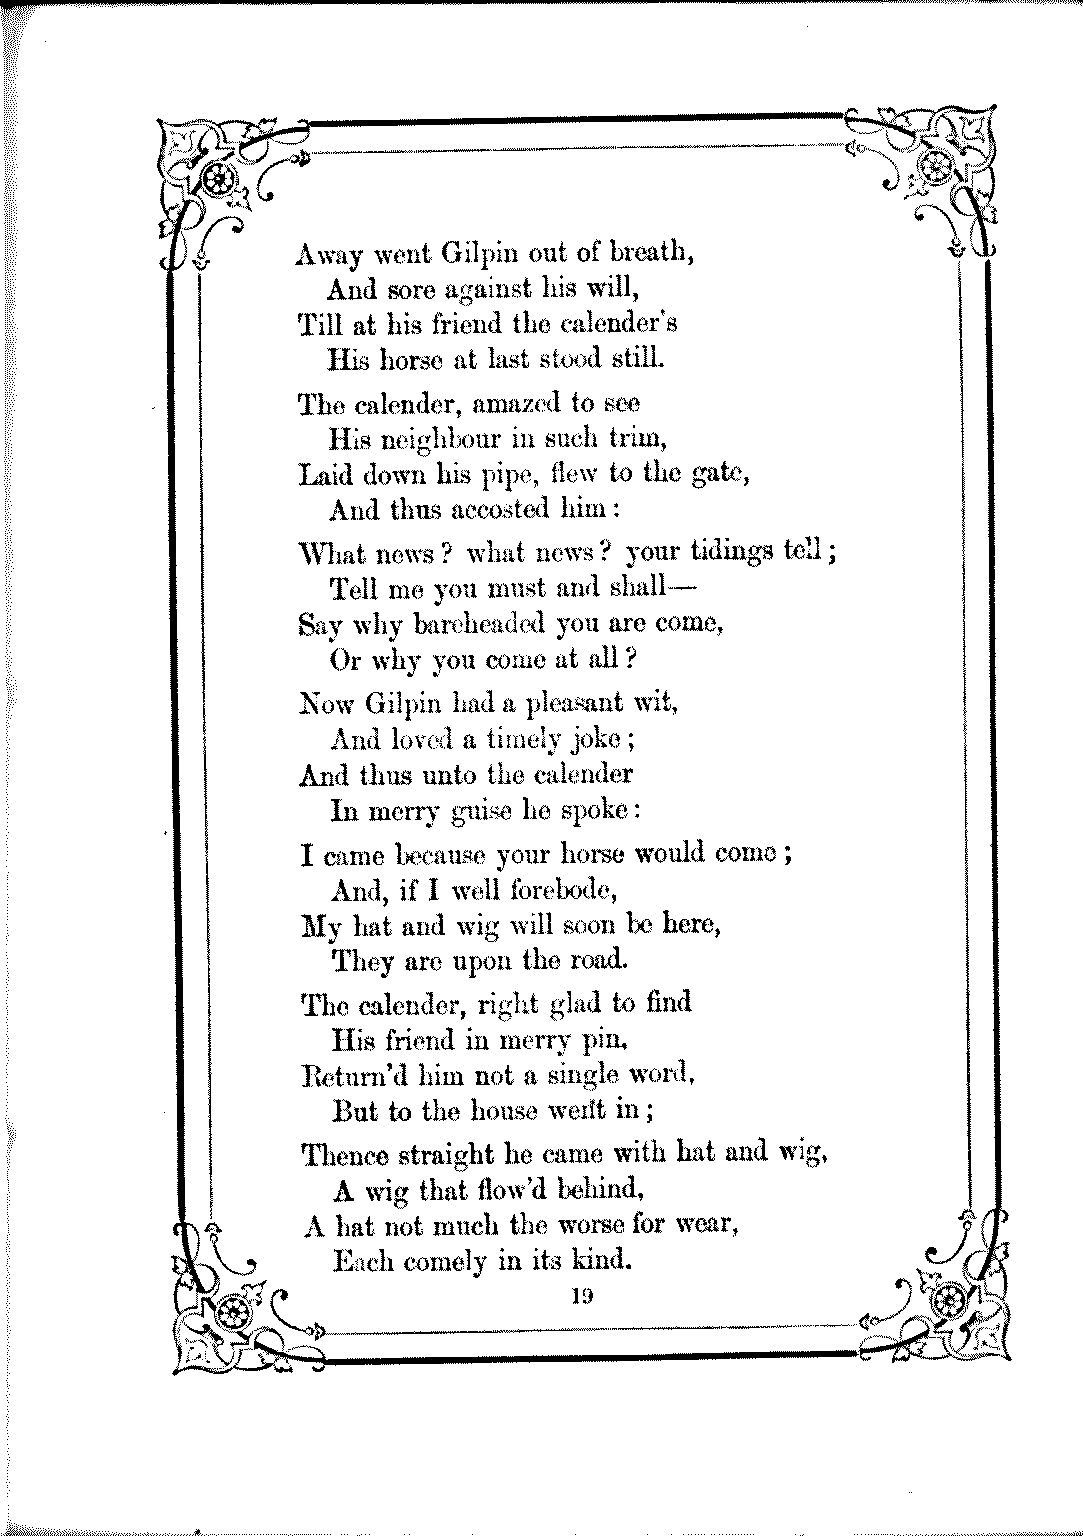 Away went Gilpin out of breath,
And sore against his will,
Till at his friend the calender's
His horse at last stood still.
The calender, amazed to see
His neighbour in such trim,
Laid down his pipe, flew to the gate,
And thus accosted him :
What news ? what news ? your tidings tell ;
Tell me you must and shall—
Say why bareheaded you are come,
Or why you come at all ?
Now Gilpin had a pleasant wit,
And loved a timely joke ;
And thus unto the calender
In merry guise he spoke :
I came because your horse would come ;
And, if I well forebode,
My hat and wig will soon be here,
They are upon the road.
The calender, right glad to find
His friend in merry pin,
Return'd him not a single word,
But to the house went in ;
Thence straight he came with hat and wig,
A wig that flow'd behind,
A hat not much the worse for wear,
Each comely in its kind.
19